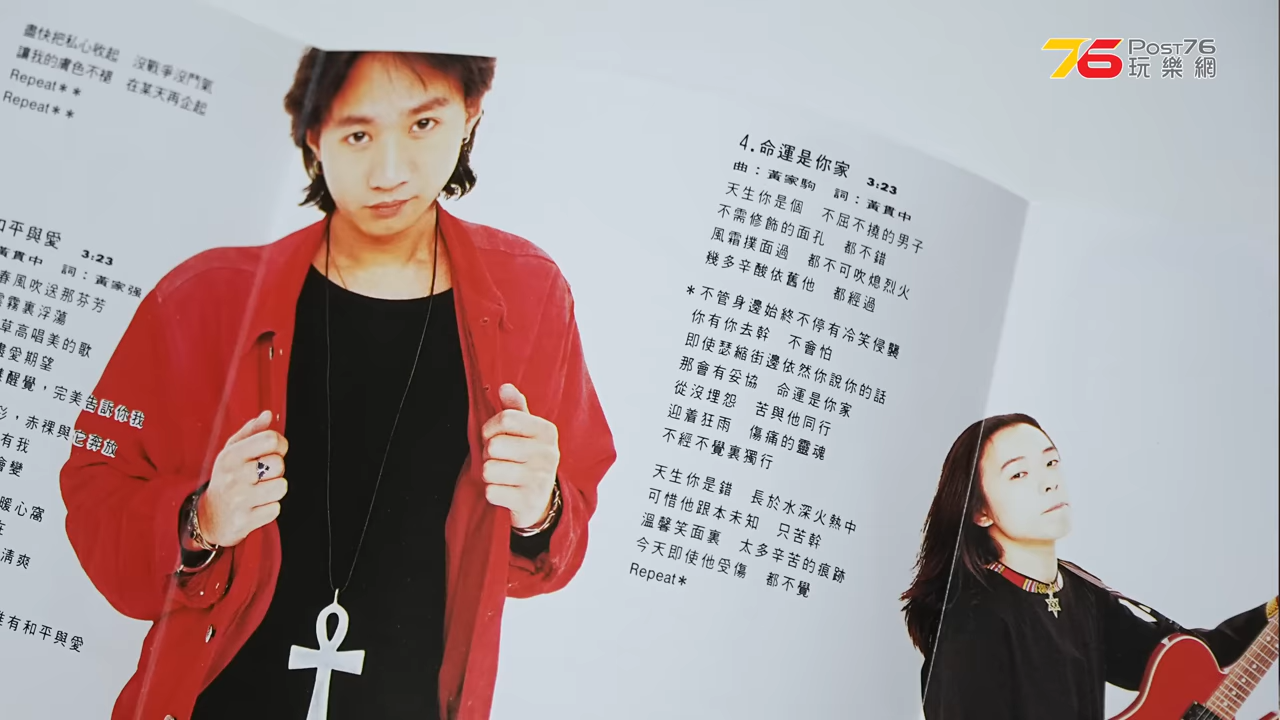 盡快把私心收起　沒戰爭沒鬥氣
讓我的膚色不褪　在某天再企起
Repeat**
Repeat**
和平與愛　3:23
黃貫中　詞：黃家強
春風吹送那芬芳
霧裏浮蕩
草高唱美的歌
愛期望
醒覺，完美告訴你我
彩，赤裸與它奔放
有我
會變
暖心窩
清爽
有和平與愛
4.命運是你家　3:23
曲：黃家駒　詞：黃貫中
天生你是個　不屈不撓的男子
不需修飾的面孔　都不錯
風霜撲面過　都不可吹熄烈火
幾多辛酸依舊他　都經過
*不管身邊始終不停有冷笑侵襲
你有你去幹　不會怕
即使瑟縮街邊依然你說你的話
那會有妥協　命運是你家
從沒埋怨　苦與他同行
迎着狂雨　傷痛的靈魂
不經不覺裏獨行
天生你是錯　長於水深火熱中
可惜他跟本未知　只苦幹
溫馨笑面裏　太多辛苦的痕跡
今天即使他受傷　都不覺
Repeat*
76 POST76
玩樂網